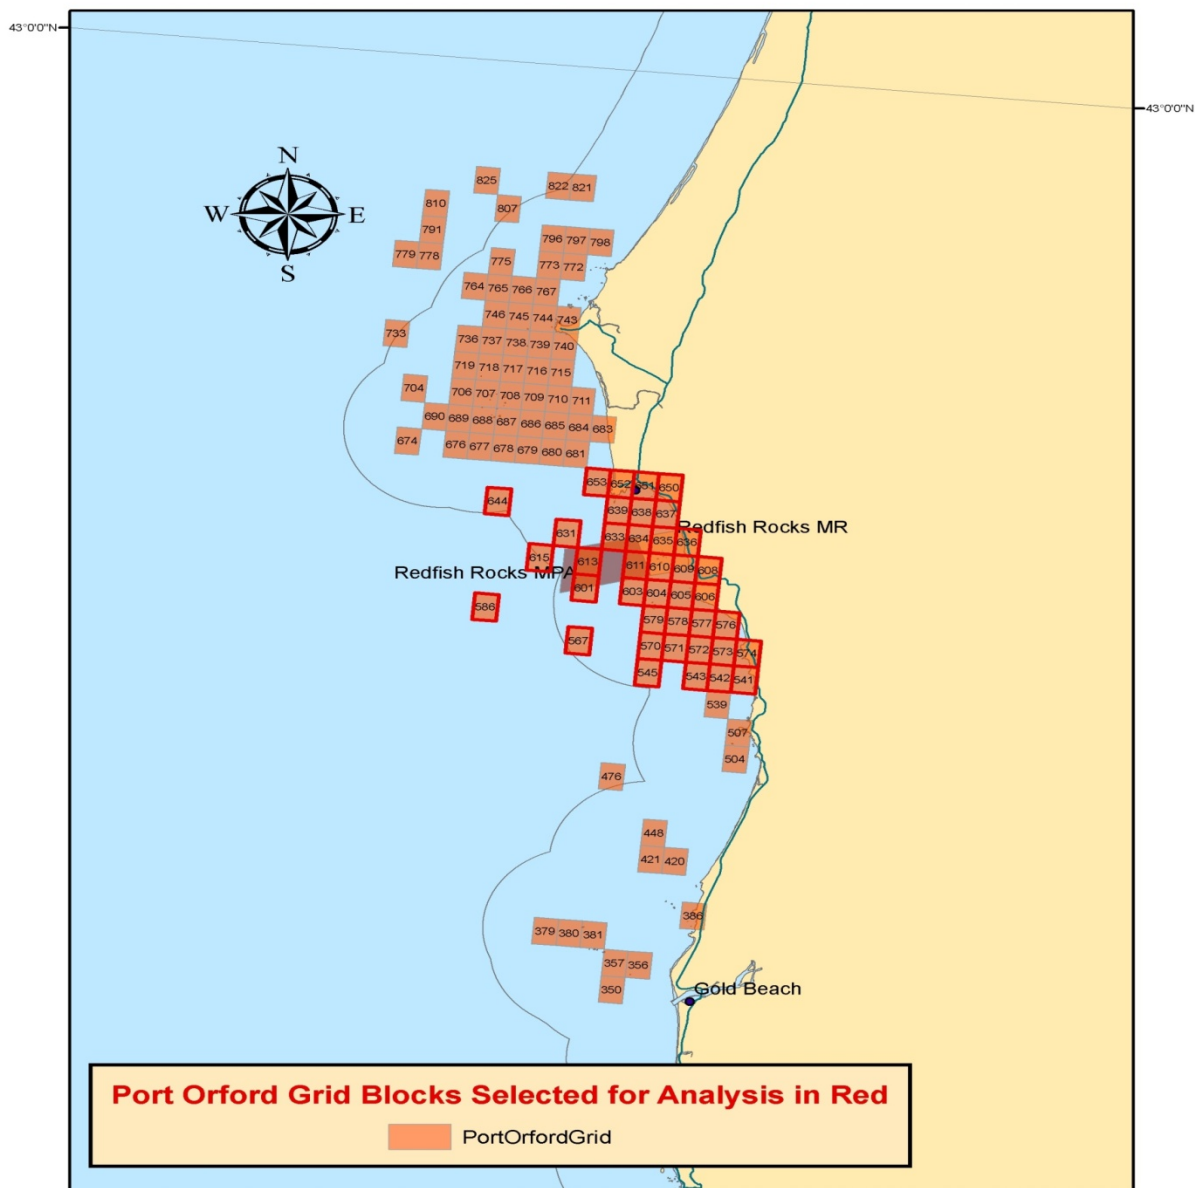 43°0'0"N
43°0'0"N
N
W E
S
825 822 821
810 807
791 796 797 798
779 778 775 773 772
764 765 766 767
746 745 744 743
733 736 737 738 739 740
719 718 717 716 715
704 706 707 708 709 710 711
690 689 688 687 686 685 684 683
674 676 677 678 679 680 681
653 652 651 650
644 639 638 637
Redfish Rocks MR
631 633 634 635 636
615 613 611 610 609 608
Redfish Rocks MPA
601 603 604 605 606
586 579 578 577 576
567 570 571 572 573 574
545 543 542 541
539
507
504
476
448
421 420
386
379 380 381
357 356
350
Gold Beach
Port Orford Grid Blocks Selected for Analysis in Red
PortOrfordGrid